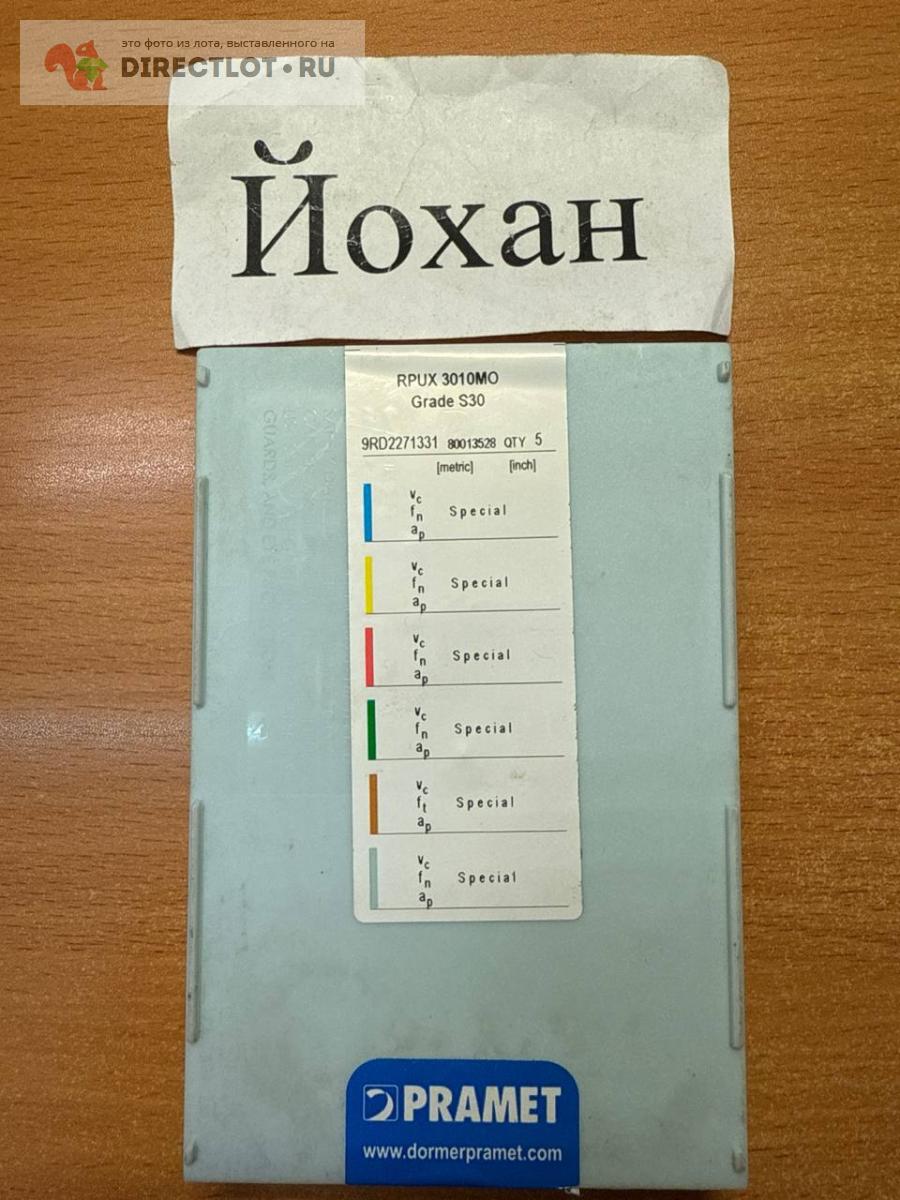 это фото из лота, выставленного на
DIRECTLOT•RU
Йохан
RPUX 3010MO
Grade S30
9RD2271331 80013528 QTY 5
[metric] [inch]
vc
fn Special
ap
vc
fn Special
ap
vc
fn Special
ap
vc
fn Special
ap
vc
ft Special
ap
vc
fn Special
ap
PRAMET
www.dormerpramet.com